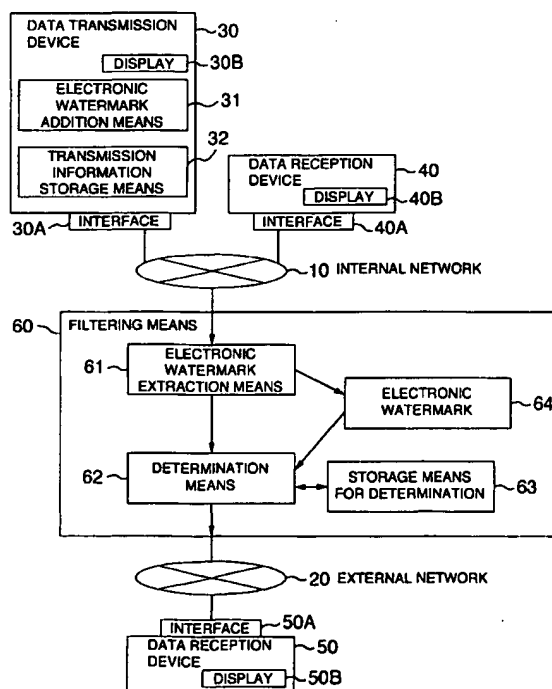 DATA TRANSMISSION
DEVICE
30
DISPLAY
30B
ELECTRONIC
WATERMARK
ADDITION MEANS
31
TRANSMISSION
INFORMATION
STORAGE MEANS
32
INTERFACE
30A
DATA RECEPTION
DEVICE
40
DISPLAY
40B
INTERFACE
40A
10 INTERNAL NETWORK
60
FILTERING MEANS
61
ELECTRONIC
WATERMARK
EXTRACTION MEANS
ELECTRONIC
WATERMARK
64
62
DETERMINATION
MEANS
STORAGE MEANS
FOR DETERMINATION
63
20 EXTERNAL NETWORK
INTERFACE
50A
DATA RECEPTION
DEVICE
50
DISPLAY
50B